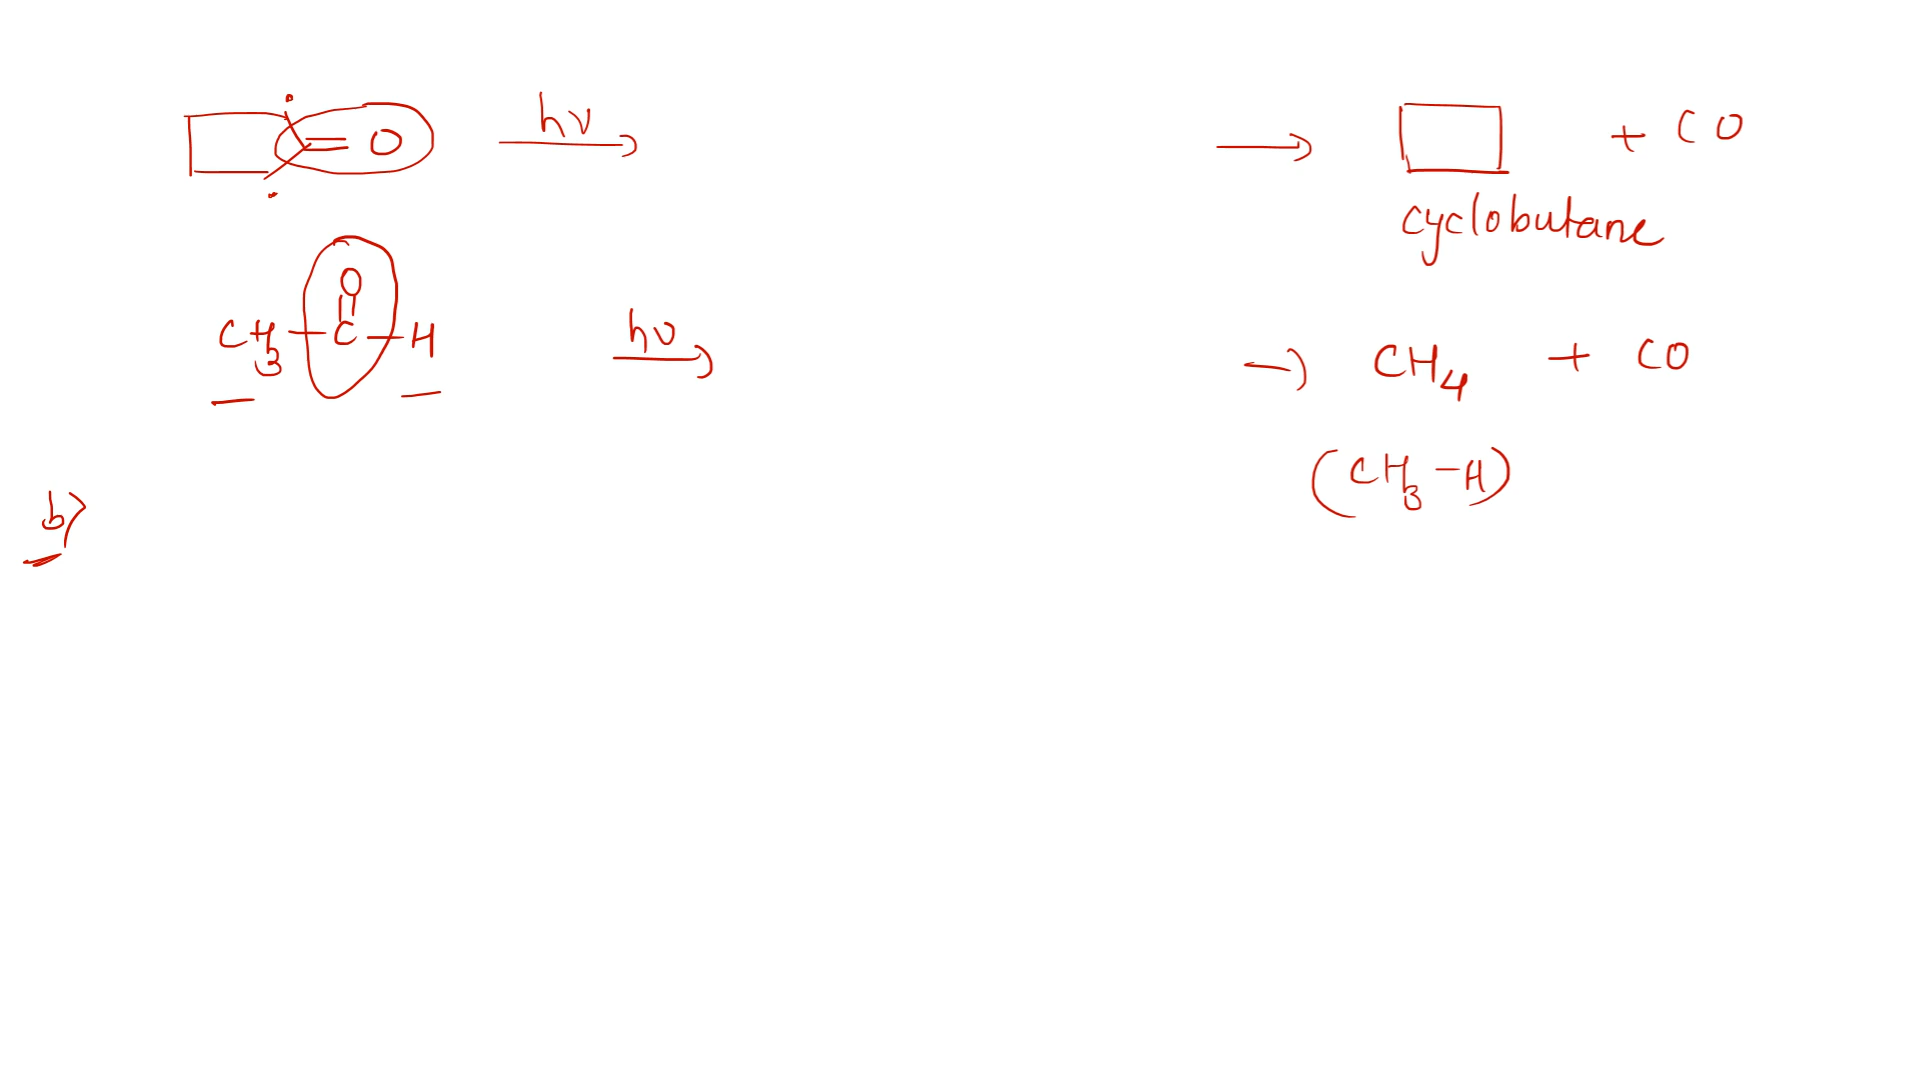 =O hν → → + CO
cyclobutane
O
||
CH₃-C-H hν → → CH₄ + CO
(CH₃-H)
b)